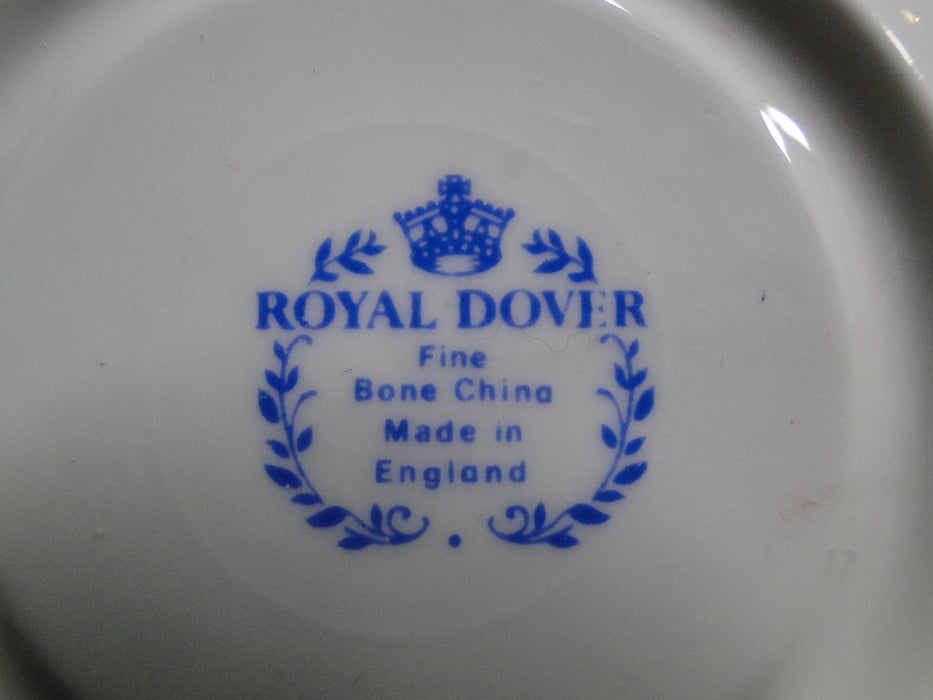 ROYAL DOVER
Fine
Bone China
Made in
England